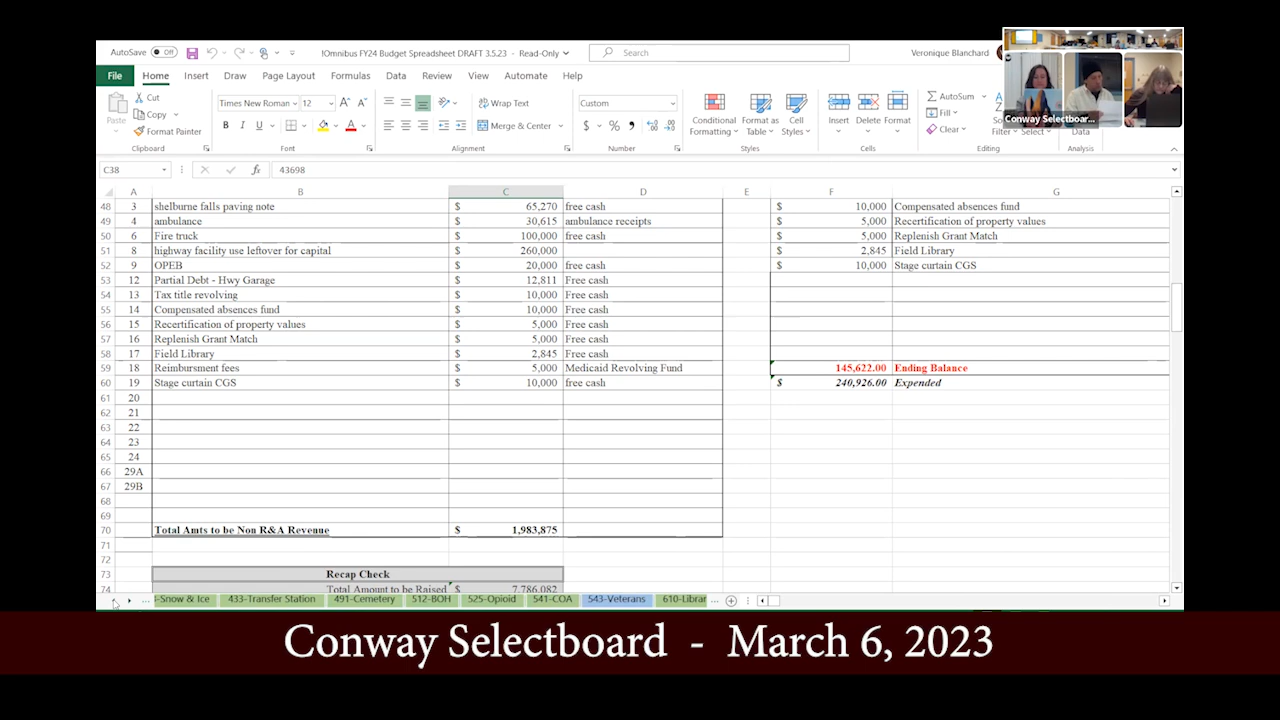 AutoSave Off !Omnibus FY24 Budget Spreadsheet DRAFT 3.5.23 - Read-Only Search Veronique Blanchard
File Home Insert Draw Page Layout Formulas Data Review View Automate Help
Paste Cut Copy Format Painter Clipboard
Times New Roman 12 A A B I U A Font
Wrap Text Merge & Center Alignment
Custom $ % Number
Conditional Formatting Format as Table Cell Styles Styles
Insert Delete Format Cells
AutoSum Fill Clear Filter Select Editing
Data Analysis
Conway Selectboar...
C38 fx 43698
A B C D E F G
48 3 shelburne falls paving note $ 65,270 free cash $ 10,000 Compensated absences fund
49 4 ambulance $ 30,615 ambulance receipts $ 5,000 Recertification of property values
50 6 Fire truck $ 100,000 free cash $ 5,000 Replenish Grant Match
51 8 highway facility use leftover for capital $ 260,000 $ 2,845 Field Library
52 9 OPEB $ 20,000 free cash $ 10,000 Stage curtain CGS
53 12 Partial Debt - Hwy Garage $ 12,811 Free cash
54 13 Tax title revolving $ 10,000 Free cash
55 14 Compensated absences fund $ 10,000 Free cash
56 15 Recertification of property values $ 5,000 Free cash
57 16 Replenish Grant Match $ 5,000 Free cash
58 17 Field Library $ 2,845 Free cash
59 18 Reimbursment fees $ 5,000 Medicaid Revolving Fund 145,622.00 Ending Balance
60 19 Stage curtain CGS $ 10,000 free cash $ 240,926.00 Expended
61 20
62 21
63 22
64 23
65 24
66 29A
67 29B
68
69
70 Total Amts to be Non R&A Revenue $ 1,983,875
71
72
73 Recap Check
74 Total Amount to be Raised $ 7,786,082
... -Snow & Ice 433-Transfer Station 491-Cemetery 512-BOH 525-Opioid 541-COA 543-Veterans 610-Librar ...
Conway Selectboard - March 6, 2023